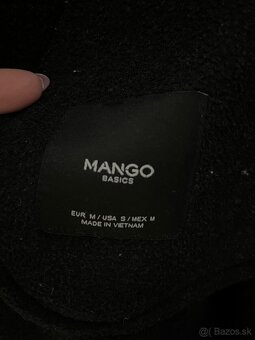 MANGO
BASICS
EUR M / USA S / MEX M
MADE IN VIETNAM
Bazos.sk